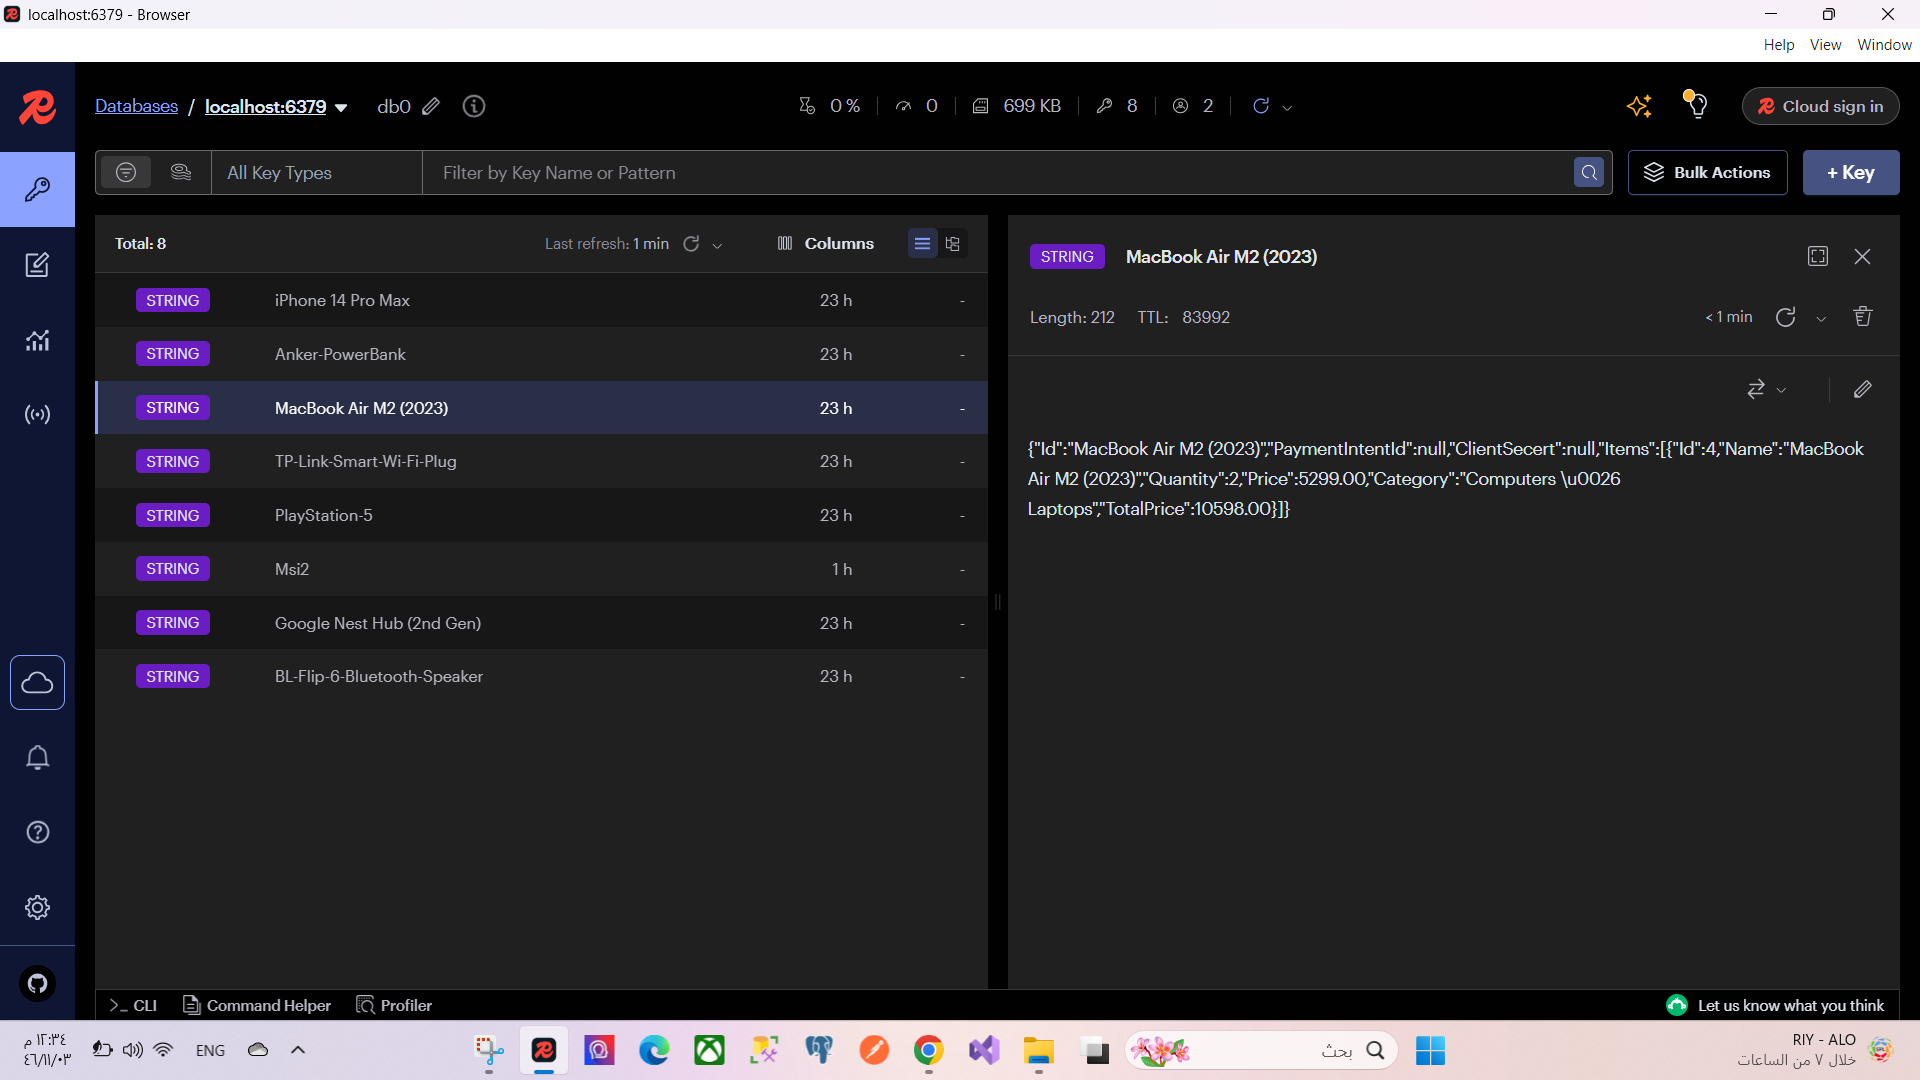 localhost:6379 - Browser
Help View Window
Databases / localhost:6379 db0 0 % 0 699 KB 8 2 Cloud sign in
All Key Types Filter by Key Name or Pattern Bulk Actions + Key
Total: 8 Last refresh: 1 min Columns
STRING iPhone 14 Pro Max 23 h -
STRING Anker-PowerBank 23 h -
STRING MacBook Air M2 (2023) 23 h -
STRING TP-Link-Smart-Wi-Fi-Plug 23 h -
STRING PlayStation-5 23 h -
STRING Msi2 1 h -
STRING Google Nest Hub (2nd Gen) 23 h -
STRING BL-Flip-6-Bluetooth-Speaker 23 h -
STRING MacBook Air M2 (2023)
Length: 212 TTL: 83992 < 1 min
{"Id":"MacBook Air M2 (2023)","PaymentIntentId":null,"ClientSecert":null,"Items":[{"Id":4,"Name":"MacBook
Air M2 (2023)","Quantity":2,"Price":5299.00,"Category":"Computers \u0026
Laptops","TotalPrice":10598.00}]}
>_ CLI Command Helper Profiler Let us know what you think
١٢:٣٤ م
٤٦/١١/٠٣
ENG
بحث
RIY - ALO
خلال ٧ من الساعات